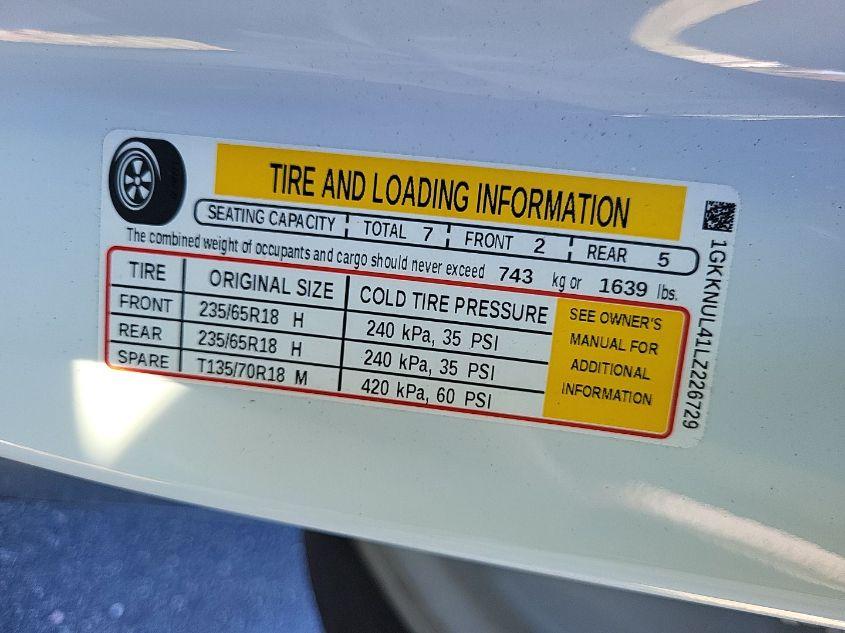 TIRE AND LOADING INFORMATION
SEATING CAPACITY TOTAL 7 FRONT 2 REAR 5
The combined weight of occupants and cargo should never exceed 743 kg or 1639 lbs.
TIRE ORIGINAL SIZE COLD TIRE PRESSURE
FRONT 235/65R18 H 240 kPa, 35 PSI
REAR 235/65R18 H 240 kPa, 35 PSI
SPARE T135/70R18 M 420 kPa, 60 PSI
SEE OWNER'S
MANUAL FOR
ADDITIONAL
INFORMATION
1GKKNUL41LZ226729